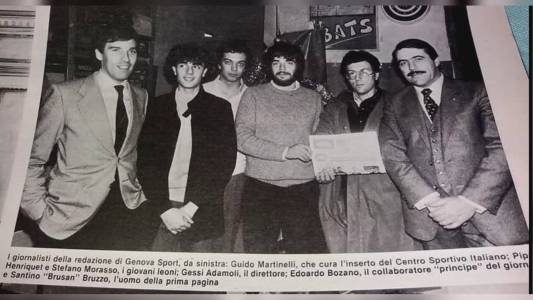 BATS
I giornalisti della redazione di Genova Sport, da sinistra: Guido Martinelli, che cura l'inserto del Centro Sportivo Italiano; Pip
Henriquet e Stefano Morasso, i giovani leoni; Gessi Adamoli, il direttore; Edoardo Bozano, il collaboratore "principe" del giorn
e Santino "Brusan" Bruzzo, l'uomo della prima pagina